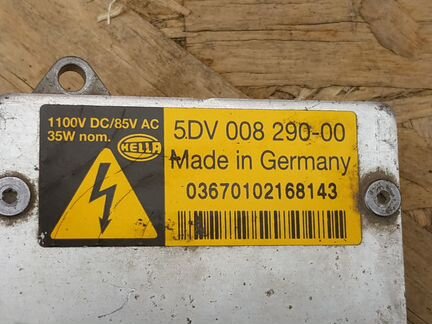 1100V DC/85V AC
35W nom.
HELLA
5DV 008 290-00
Made in Germany
03670102168143